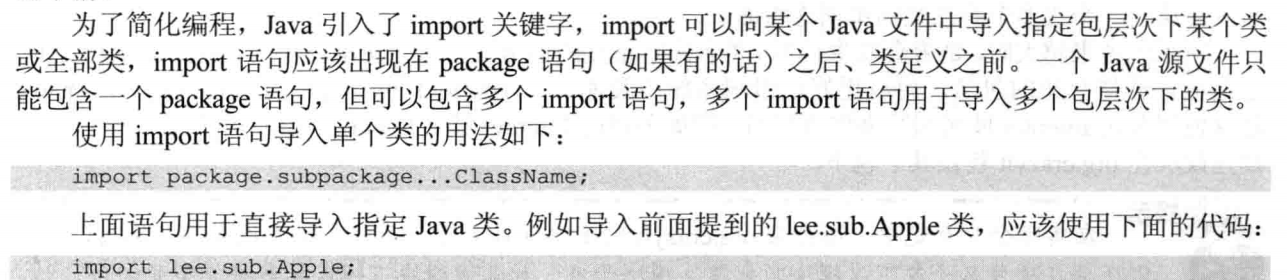 为了简化编程，Java 引入了 import 关键字，import 可以向某个 Java 文件中导入指定包层次下某个类
或全部类，import 语句应该出现在 package 语句（如果有的话）之后、类定义之前。一个 Java 源文件只
能包含一个 package 语句，但可以包含多个 import 语句，多个 import 语句用于导入多个包层次下的类。
使用 import 语句导入单个类的用法如下：
import package.subpackage...ClassName;
上面语句用于直接导入指定 Java 类。例如导入前面提到的 lee.sub.Apple 类，应该使用下面的代码：
import lee.sub.Apple;